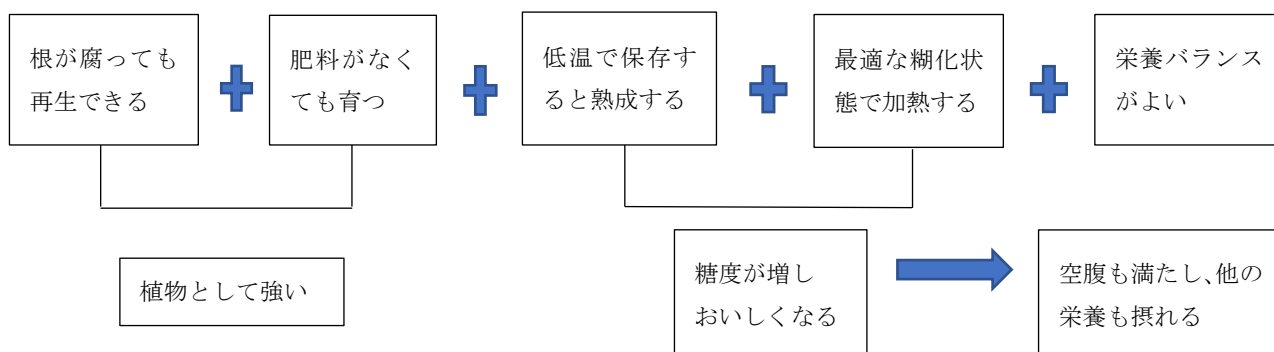 根が腐っても
再生できる
肥料がなく
ても育つ
低温で保存す
ると熟成する
最適な糊化状
態で加熱する
栄養バランス
がよい
植物として強い
糖度が増し
おいしくなる
空腹も満たし、他の
栄養も摂れる